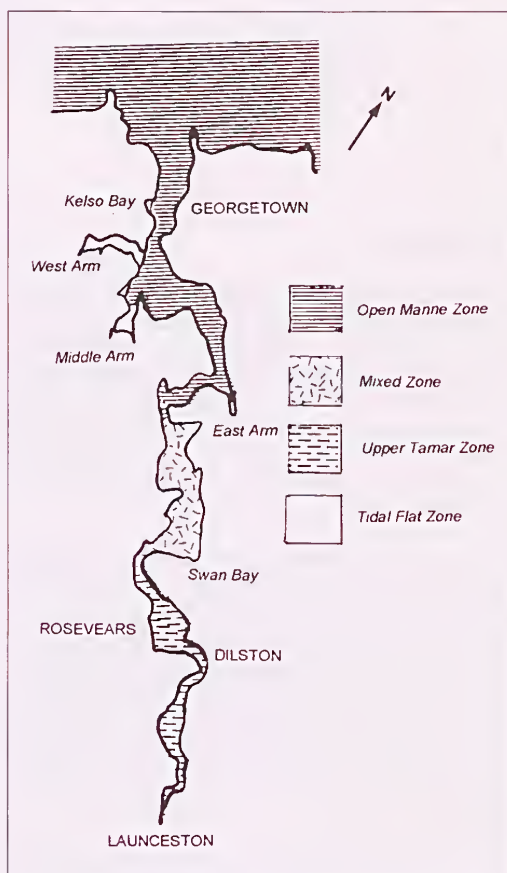 N
Kelso Bay
GEORGETOWN
West Arm
Middle Arm
Open Manne Zone
Mixed Zone
East Arm
Upper Tamar Zone
Tidal Flat Zone
Swan Bay
ROSEVEARS
DILSTON
LAUNCESTON